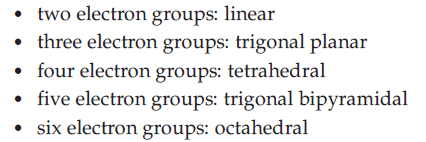 • two electron groups: linear
• three electron groups: trigonal planar
• four electron groups: tetrahedral
• five electron groups: trigonal bipyramidal
• six electron groups: octahedral